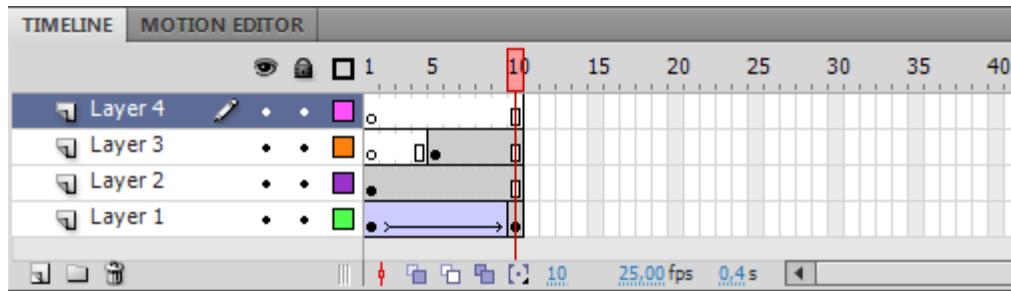 TIMELINE MOTION EDITOR
1 5 10 15 20 25 30 35 40
Layer 4
Layer 3
Layer 2
Layer 1
10 25,00 fps 0,4 s